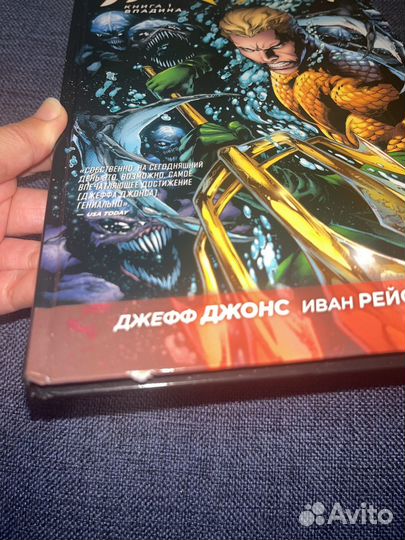 КНИГА I
ВПАДИНА
«СОБСТВЕННО, НА СЕГОДНЯШНИЙ
ДЕНЬ ЭТО, ВОЗМОЖНО, САМОЕ
ВПЕЧАТЛЯЮЩЕЕ ДОСТИЖЕНИЕ
[ДЖЕФФА ДЖОНСА].
ГЕНИАЛЬНО»
USA TODAY
ДЖЕФФ ДЖОНС ИВАН РЕЙС
Avito